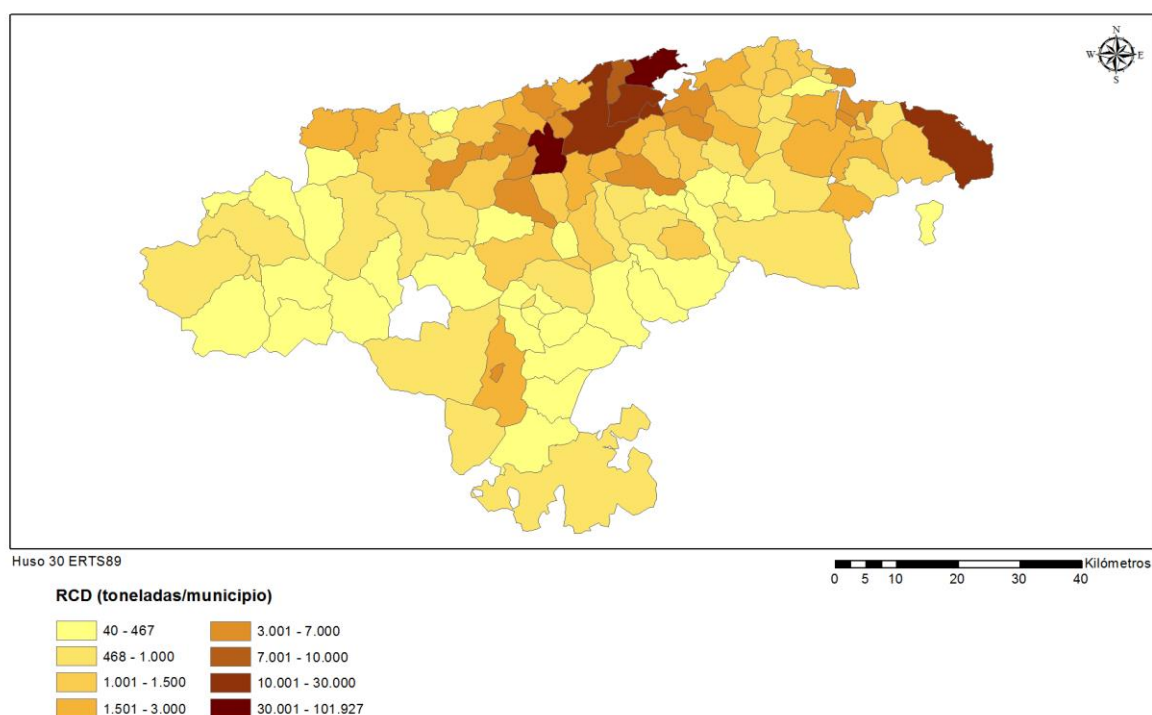 N
W E
S
Huso 30 ERTS89
Kilómetros
0 5 10 20 30 40
RCD (toneladas/municipio)
40 - 467
468 - 1.000
1.001 - 1.500
1.501 - 3.000
3.001 - 7.000
7.001 - 10.000
10.001 - 30.000
30.001 - 101.927